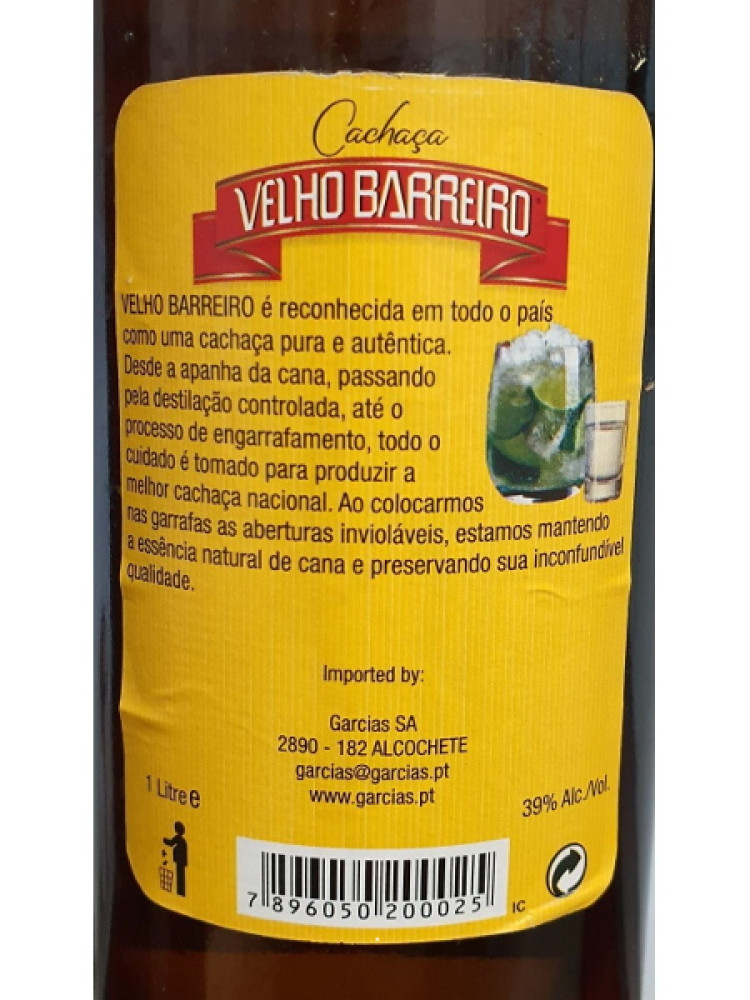 Cachaça
VELHO BARREIRO®
VELHO BARREIRO é reconhecida em todo o país
como uma cachaça pura e autêntica.
Desde a apanha da cana, passando
pela destilação controlada, até o
processo de engarrafamento, todo o
cuidado é tomado para produzir a
melhor cachaça nacional. Ao colocarmos
nas garrafas as aberturas invioláveis, estamos mantendo
a essência natural de cana e preservando sua inconfundível
qualidade.
Imported by:
Garcias SA
2890 - 182 ALCOCHETE
garcias@garcias.pt
www.garcias.pt
1 Litre e
39% Alc./Vol.
7 896050 200025
IC